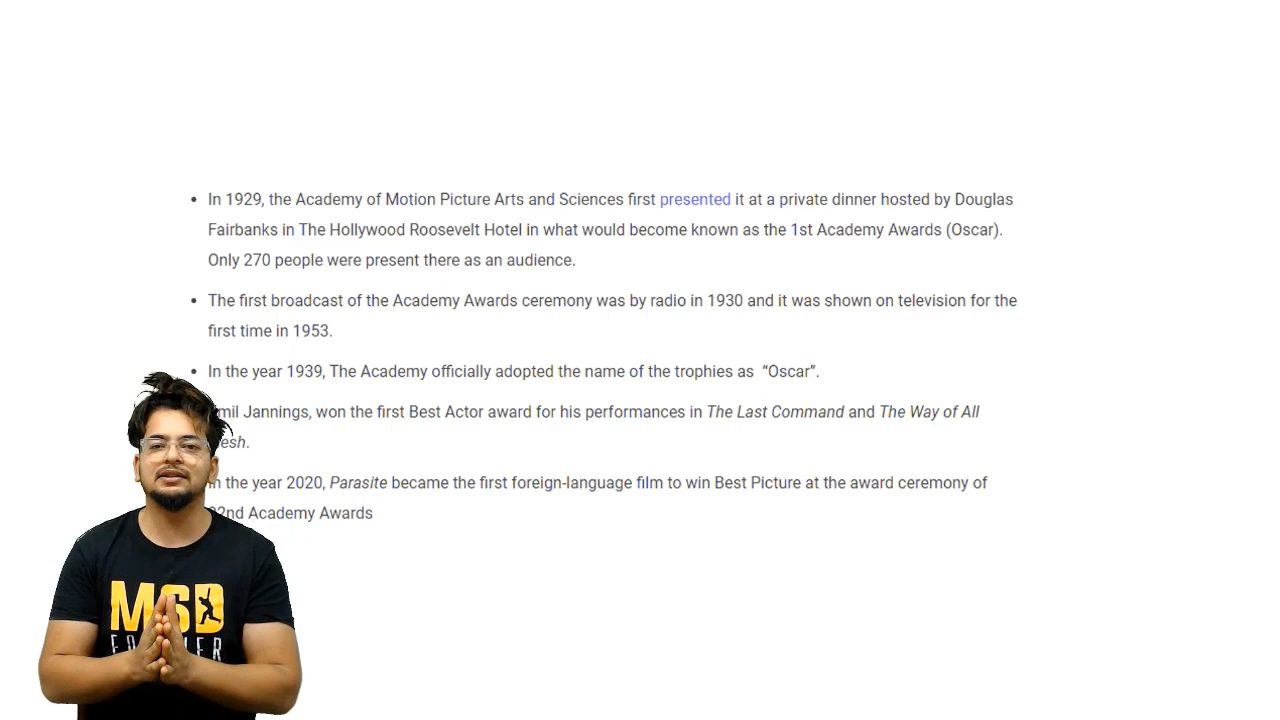 In 1929, the Academy of Motion Picture Arts and Sciences first presented it at a private dinner hosted by Douglas
Fairbanks in The Hollywood Roosevelt Hotel in what would become known as the 1st Academy Awards (Oscar).
Only 270 people were present there as an audience.
The first broadcast of the Academy Awards ceremony was by radio in 1930 and it was shown on television for the
first time in 1953.
In the year 1939, The Academy officially adopted the name of the trophies as “Oscar”.
Jannings, won the first Best Actor award for his performances in The Last Command and The Way of All
the year 2020, Parasite became the first foreign-language film to win Best Picture at the award ceremony of
Academy Awards
MSD